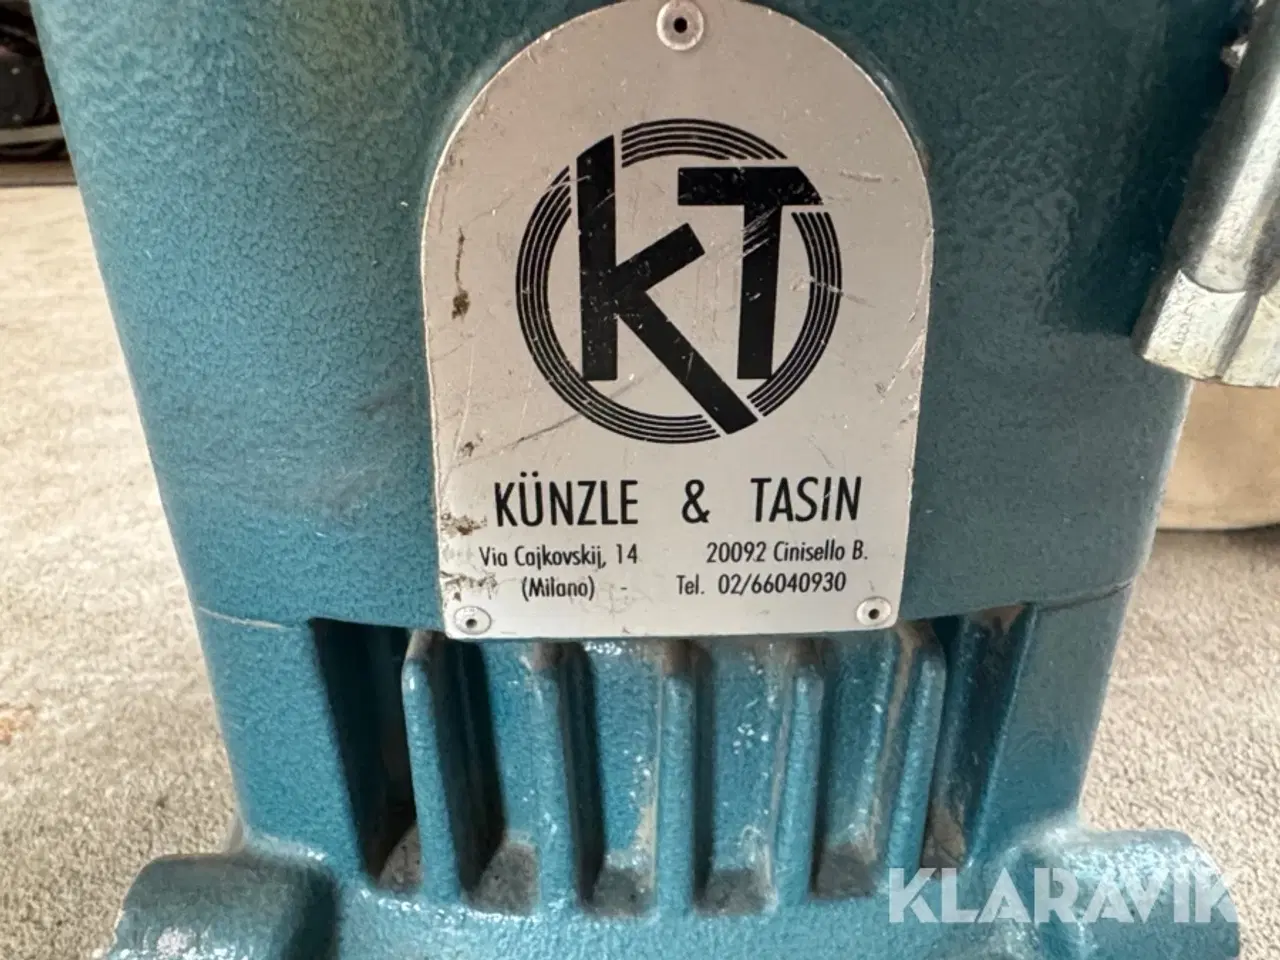 KT
KÜNZLE & TASIN
Via Cajkovskij, 14 20092 Cinisello B.
(Milano) - Tel. 02/66040930
KLARAVIK